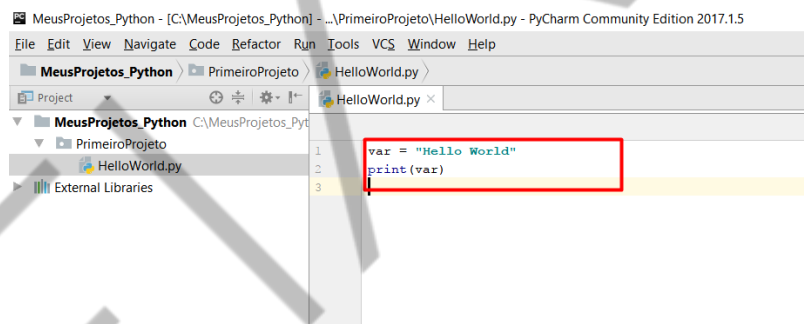 MeusProjetos_Python - [C:\MeusProjetos_Python] - ...\PrimeiroProjeto\HelloWorld.py - PyCharm Community Edition 2017.1.5
File Edit View Navigate Code Refactor Run Tools VCS Window Help
MeusProjetos_Python PrimeiroProjeto HelloWorld.py
Project HelloWorld.py
MeusProjetos_Python C:\MeusProjetos_Pyt
PrimeiroProjeto
HelloWorld.py
External Libraries
1 var = "Hello World"
2 print(var)
3